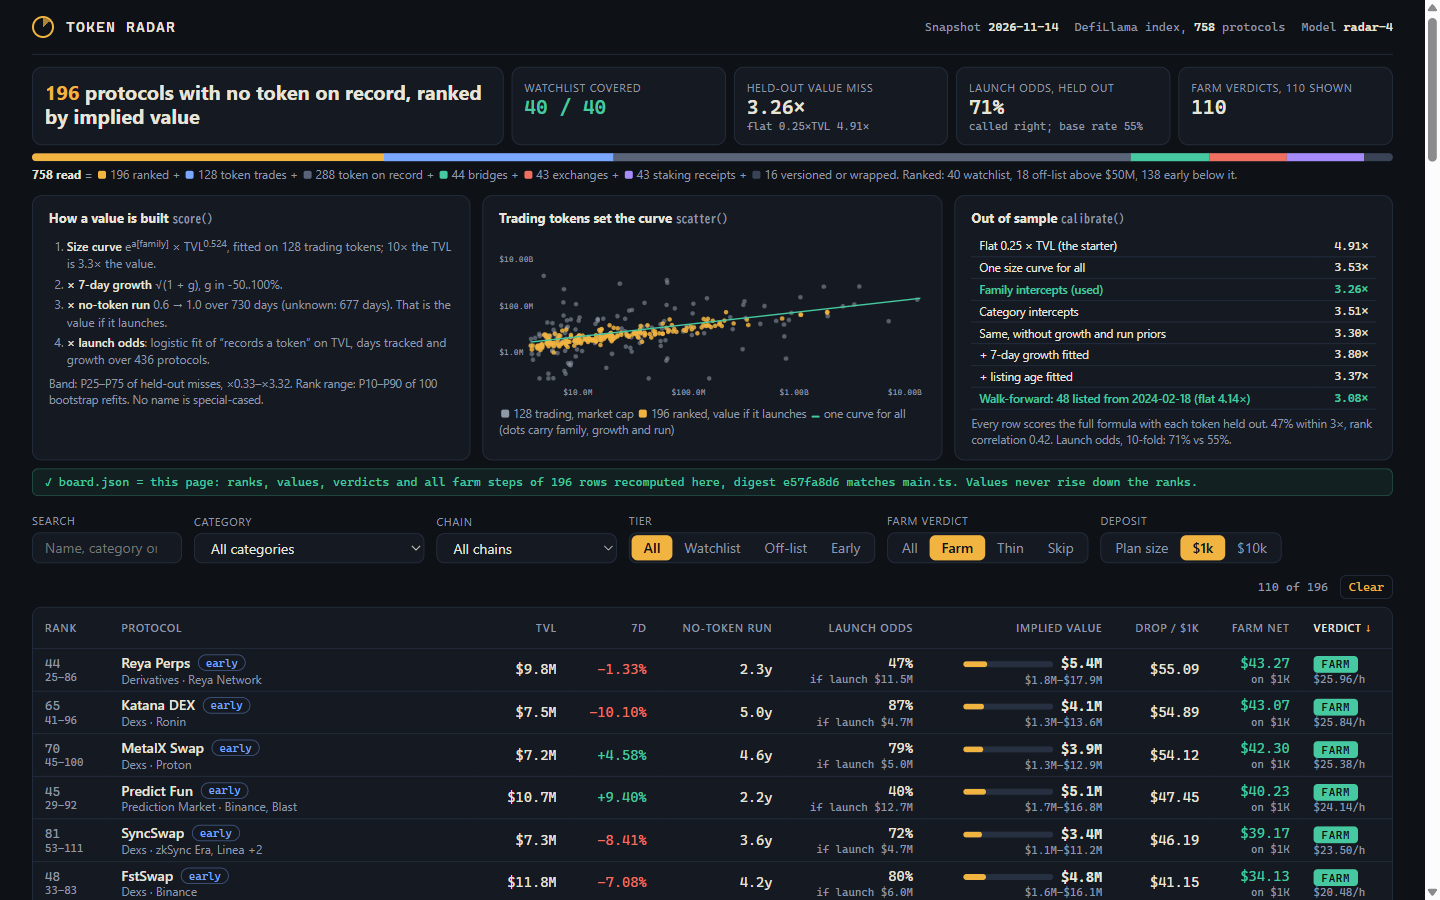 TOKEN RADAR
Snapshot 2026-11-14 DefiLlama index, 758 protocols Model radar-4
196 protocols with no token on record, ranked
by implied value
WATCHLIST COVERED
40 / 40
HELD-OUT VALUE MISS
3.26×
flat 0.25×TVL 4.91×
LAUNCH ODDS, HELD OUT
71%
called right; base rate 55%
FARM VERDICTS, 110 SHOWN
110
758 read = 196 ranked + 128 token trades + 288 token on record + 44 bridges + 43 exchanges + 43 staking receipts + 16 versioned or wrapped. Ranked: 40 watchlist, 18 off-list above $50M, 138 early below it.
How a value is built score()
1. Size curve e^a[family] × TVL^0.524, fitted on 128 trading tokens; 10× the TVL
is 3.3× the value.
2. × 7-day growth √(1 + g), g in -50..100%.
3. × no-token run 0.6 → 1.0 over 730 days (unknown: 677 days). That is the
value if it launches.
4. × launch odds: logistic fit of “records a token” on TVL, days tracked and
growth over 436 protocols.
Band: P25–P75 of held-out misses, ×0.33–×3.32. Rank range: P10–P90 of 100
bootstrap refits. No name is special-cased.
Trading tokens set the curve scatter()
$10.00B
$100.0M
$1.0M
$10.0M $100.0M $1.00B $10.00B
128 trading, market cap 196 ranked, value if it launches one curve for all
(dots carry family, growth and run)
Out of sample calibrate()
Flat 0.25 × TVL (the starter) 4.91×
One size curve for all 3.53×
Family intercepts (used) 3.26×
Category intercepts 3.51×
Same, without growth and run priors 3.30×
+ 7-day growth fitted 3.80×
+ listing age fitted 3.37×
Walk-forward: 48 listed from 2024-02-18 (flat 4.14×) 3.08×
Every row scores the full formula with each token held out. 47% within 3×, rank
correlation 0.42. Launch odds, 10-fold: 71% vs 55%.
✓ board.json = this page: ranks, values, verdicts and all farm steps of 196 rows recomputed here, digest e57fa8d6 matches main.ts. Values never rise down the ranks.
SEARCH CATEGORY CHAIN TIER FARM VERDICT DEPOSIT
Name, category or All categories All chains All Watchlist Off-list Early All Farm Thin Skip Plan size $1k $10k
110 of 196 Clear
RANK PROTOCOL TVL 7D NO-TOKEN RUN LAUNCH ODDS IMPLIED VALUE DROP / $1K FARM NET VERDICT ↓
44 Reya Perps early $9.8M −1.33% 2.3y 47% $5.4M $55.09 $43.27 FARM
25–86 Derivatives · Reya Network if launch $11.5M $1.8M–$17.9M on $1K $25.96/h
65 Katana DEX early $7.5M −10.10% 5.0y 87% $4.1M $54.89 $43.07 FARM
41–96 Dexs · Ronin if launch $4.7M $1.3M–$13.6M on $1K $25.84/h
70 MetalX Swap early $7.2M +4.58% 4.6y 79% $3.9M $54.12 $42.30 FARM
45–100 Dexs · Proton if launch $5.0M $1.3M–$12.9M on $1K $25.38/h
45 Predict Fun early $10.7M +9.40% 2.2y 40% $5.1M $47.45 $40.23 FARM
29–92 Prediction Market · Binance, Blast if launch $12.7M $1.7M–$16.8M on $1K $24.14/h
81 SyncSwap early $7.3M −8.41% 3.6y 72% $3.4M $46.19 $39.17 FARM
53–111 Dexs · zkSync Era, Linea +2 if launch $4.7M $1.1M–$11.2M on $1K $23.50/h
48 FstSwap early $11.8M −7.08% 4.2y 80% $4.8M $41.15 $34.13 FARM
33–83 Dexs · Binance if launch $6.0M $1.6M–$16.1M on $1K $20.48/h